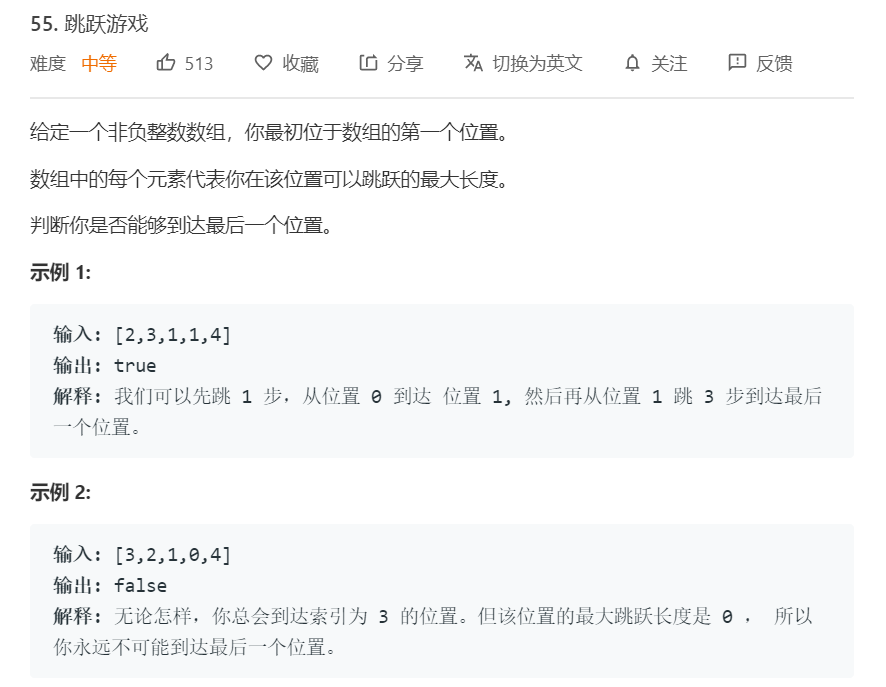 55. 跳跃游戏
难度 中等 513 收藏 分享 切换为英文 关注 反馈
给定一个非负整数数组，你最初位于数组的第一个位置。
数组中的每个元素代表你在该位置可以跳跃的最大长度。
判断你是否能够到达最后一个位置。
示例 1:
输入: [2,3,1,1,4]
输出: true
解释: 我们可以先跳 1 步，从位置 0 到达 位置 1, 然后再从位置 1 跳 3 步到达最后
一个位置。
示例 2:
输入: [3,2,1,0,4]
输出: false
解释: 无论怎样，你总会到达索引为 3 的位置。但该位置的最大跳跃长度是 0 ， 所以
你永远不可能到达最后一个位置。